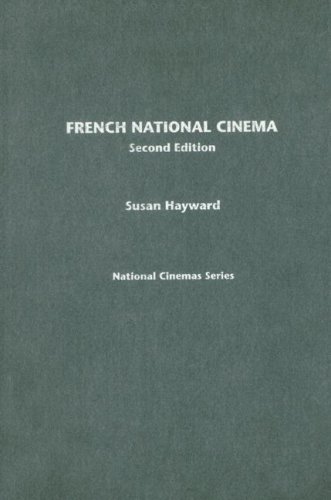 FRENCH NATIONAL CINEMA
Second Edition
Susan Hayward
National Cinemas Series